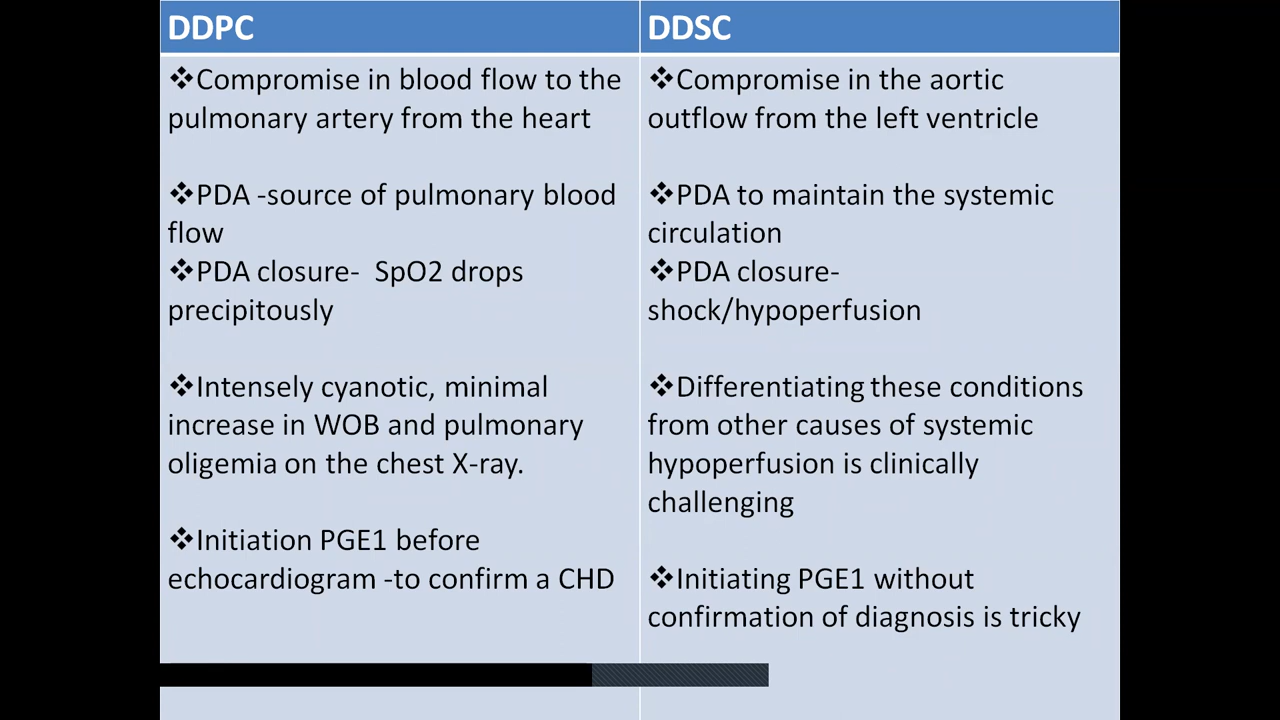 DDPC
❖Compromise in blood flow to the
pulmonary artery from the heart
❖PDA -source of pulmonary blood
flow
❖PDA closure-  SpO2 drops
precipitously
❖Intensely cyanotic, minimal
increase in WOB and pulmonary
oligemia on the chest X-ray.
❖Initiation PGE1 before
echocardiogram -to confirm a CHD
DDSC
❖Compromise in the aortic
outflow from the left ventricle
❖PDA to maintain the systemic
circulation
❖PDA closure-
shock/hypoperfusion
❖Differentiating these conditions
from other causes of systemic
hypoperfusion is clinically
challenging
❖Initiating PGE1 without
confirmation of diagnosis is tricky